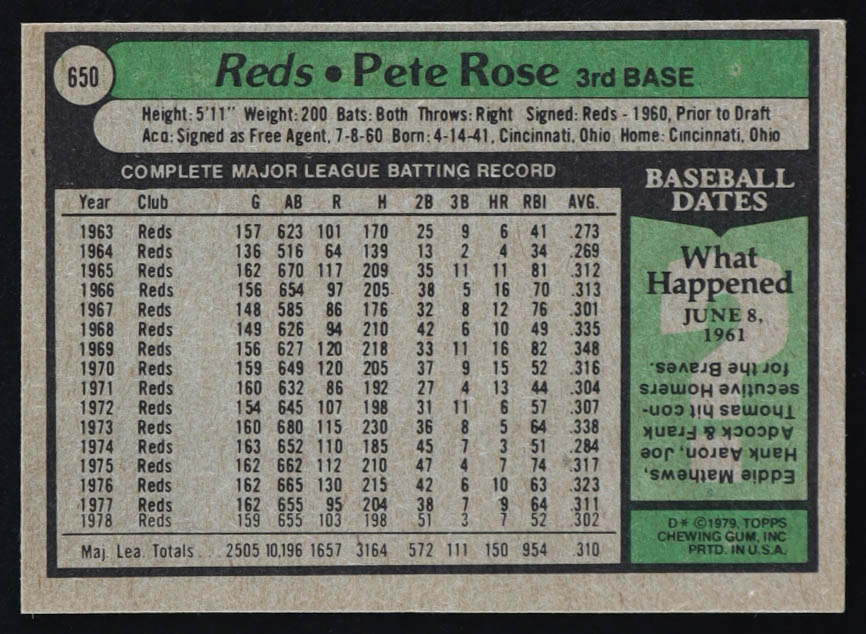 650
Reds • Pete Rose 3rd BASE
Height: 5'11" Weight: 200 Bats: Both Throws: Right Signed: Reds - 1960, Prior to Draft
Acq: Signed as Free Agent, 7-8-60 Born: 4-14-41, Cincinnati, Ohio Home: Cincinnati, Ohio
COMPLETE MAJOR LEAGUE BATTING RECORD
Year Club G AB R H 2B 3B HR RBI AVG.
1963 Reds 157 623 101 170 25 9 6 41 .273
1964 Reds 136 516 64 139 13 2 4 34 .269
1965 Reds 162 670 117 209 35 11 11 81 .312
1966 Reds 156 654 97 205 38 5 16 70 .313
1967 Reds 148 585 86 176 32 8 12 76 .301
1968 Reds 149 626 94 210 42 6 10 49 .335
1969 Reds 156 627 120 218 33 11 16 82 .348
1970 Reds 159 649 120 205 37 9 15 52 .316
1971 Reds 160 632 86 192 27 4 13 44 .304
1972 Reds 154 645 107 198 31 11 6 57 .307
1973 Reds 160 680 115 230 36 8 5 64 .338
1974 Reds 163 652 110 185 45 7 3 51 .284
1975 Reds 162 662 112 210 47 4 7 74 .317
1976 Reds 162 665 130 215 42 6 10 63 .323
1977 Reds 162 655 95 204 38 7 9 64 .311
1978 Reds 159 655 103 198 51 3 7 52 .302
Maj. Lea. Totals . . . 2505 10,196 1657 3164 572 111 150 954 310
BASEBALL
DATES
What
Happened
JUNE 8,
1961
Eddie Mathews,
Hank Aaron, Joe
Adcock & Frank
Thomas hit con-
secutive Homers
for the Braves.
D* ©1979, TOPPS
CHEWING GUM, INC
PRTD. IN U.S.A.